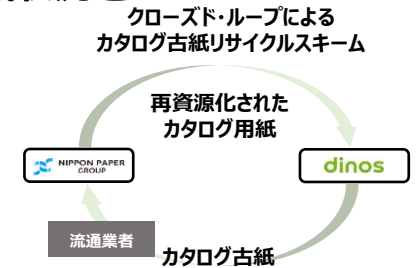 クローズド・ループによる
カタログ古紙リサイクルスキーム
再資源化された
カタログ用紙
NIPPON PAPER
GROUP
dinos
流通業者
カタログ古紙